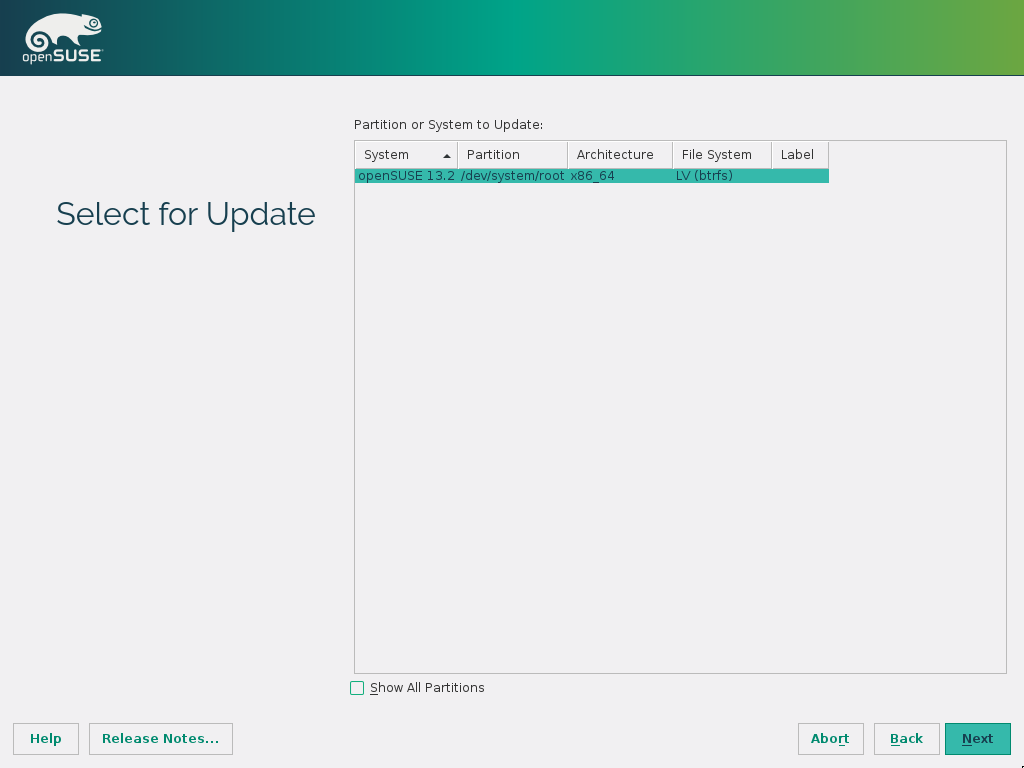 openSUSE
Partition or System to Update:
System Partition Architecture File System Label
openSUSE 13.2 /dev/system/root x86_64 LV (btrfs)
Select for Update
Show All Partitions
Help Release Notes... Abort Back Next